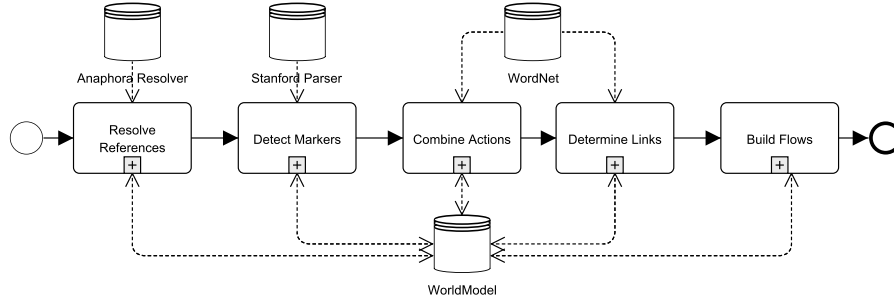 Anaphora Resolver
Stanford Parser
WordNet
Resolve
References
Detect Markers
Combine Actions
Determine Links
Build Flows
WorldModel